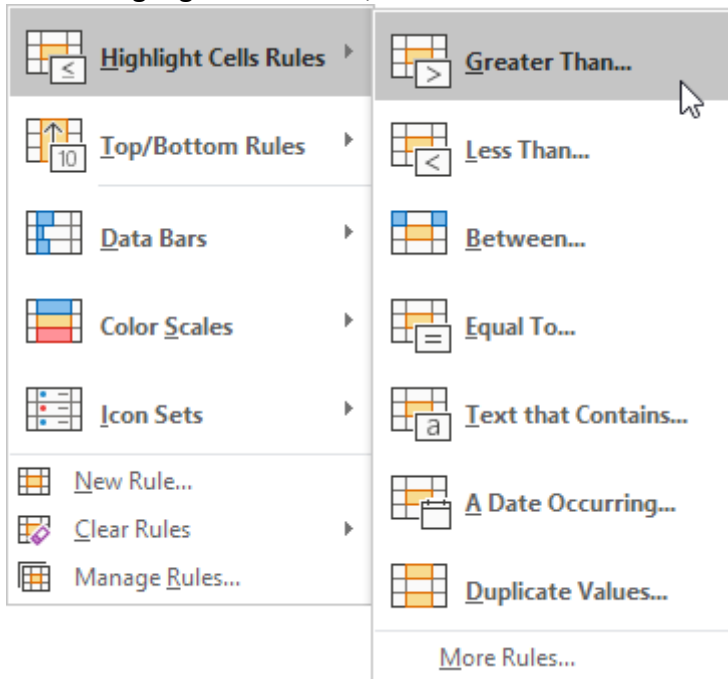 Highlight Cells Rules
Top/Bottom Rules
10
Data Bars
Color Scales
Icon Sets
New Rule...
Clear Rules
Manage Rules...
Greater Than...
Less Than...
Between...
Equal To...
Text that Contains...
a
A Date Occurring...
Duplicate Values...
More Rules...